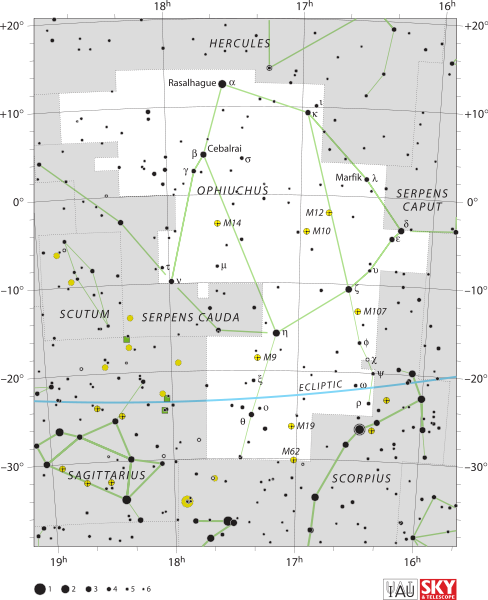 18ʰ 17ʰ 16ʰ
+20° +20°
HERCULES
Rasalhague α
+10° ι +10°
κ
β Cebalrai
σ
γ Marfik λ
OPHIUCHUS SERPENS
CAPUT
0° 0°
M12
M14 δ
M10 ε
μ
τ υ
ν
−10° ζ −10°
SCUTUM SERPENS CAUDA M107
η
φ
M9 χ
ψ
−20° ξ ECLIPTIC ω −20°
ο ρ
θ
M19
M62
−30° SAGITTARIUS SCORPIUS −30°
19ʰ 18ʰ 17ʰ 16ʰ
1 2 3 4 5 6
IAU SKY
& TELESCOPE